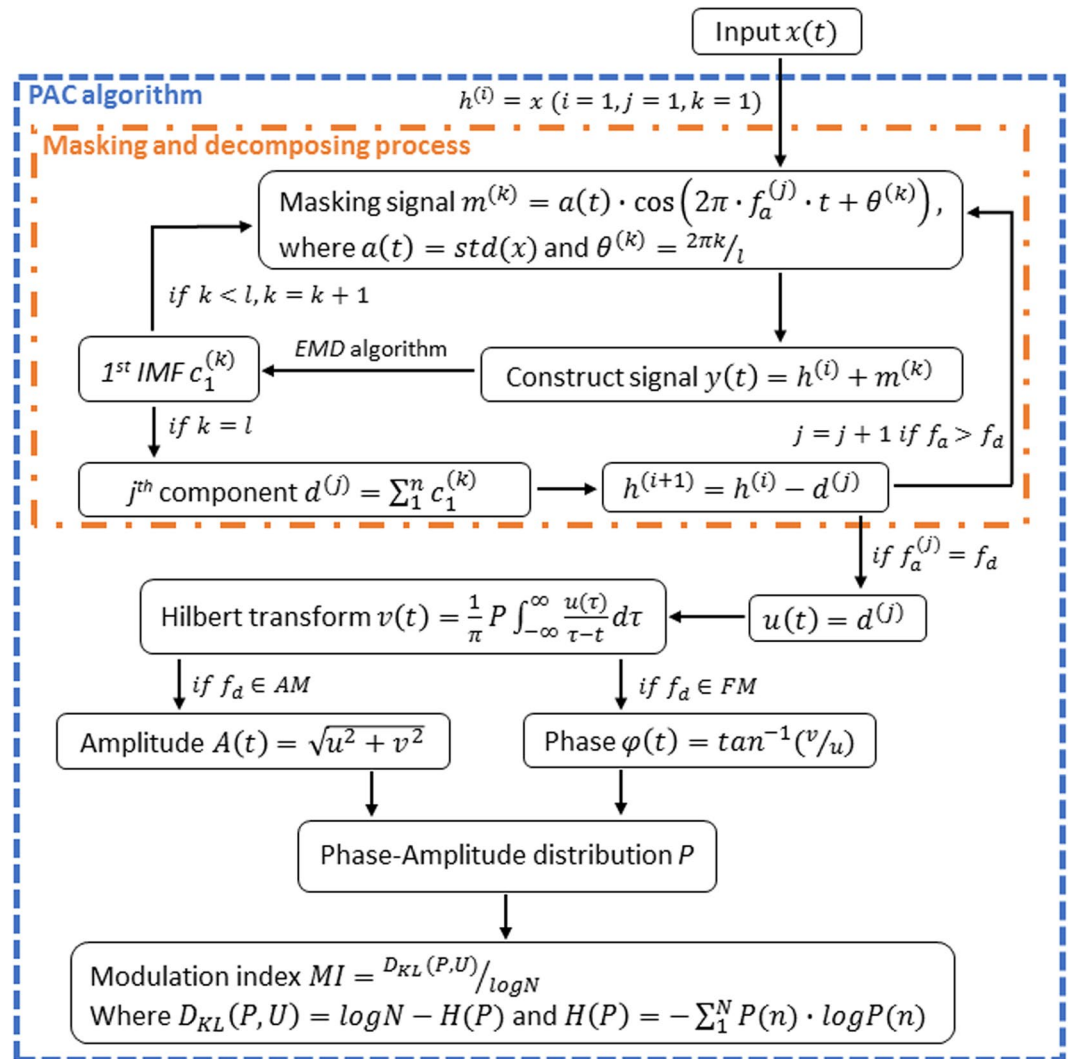 Input x(t)
PAC algorithm
h^(i) = x (i = 1, j = 1, k = 1)
Masking and decomposing process
Masking signal m^(k) = a(t) · cos(2π · f_a^(j) · t + θ^(k)),
where a(t) = std(x) and θ^(k) = 2πk/l
if k < l, k = k + 1
1st IMF c_1^(k)
EMD algorithm
Construct signal y(t) = h^(i) + m^(k)
if k = l
j = j + 1 if f_a > f_d
jth component d^(j) = ∑_1^n c_1^(k)
h^(i+1) = h^(i) − d^(j)
if f_a^(j) = f_d
Hilbert transform v(t) = 1/π P ∫_−∞^∞ u(τ)/(τ−t) dτ
u(t) = d^(j)
if f_d ∈ AM
if f_d ∈ FM
Amplitude A(t) = √(u² + v²)
Phase φ(t) = tan⁻¹(v/u)
Phase-Amplitude distribution P
Modulation index MI = D_KL(P,U)/logN
Where D_KL(P, U) = logN − H(P) and H(P) = −∑_1^N P(n) · logP(n)